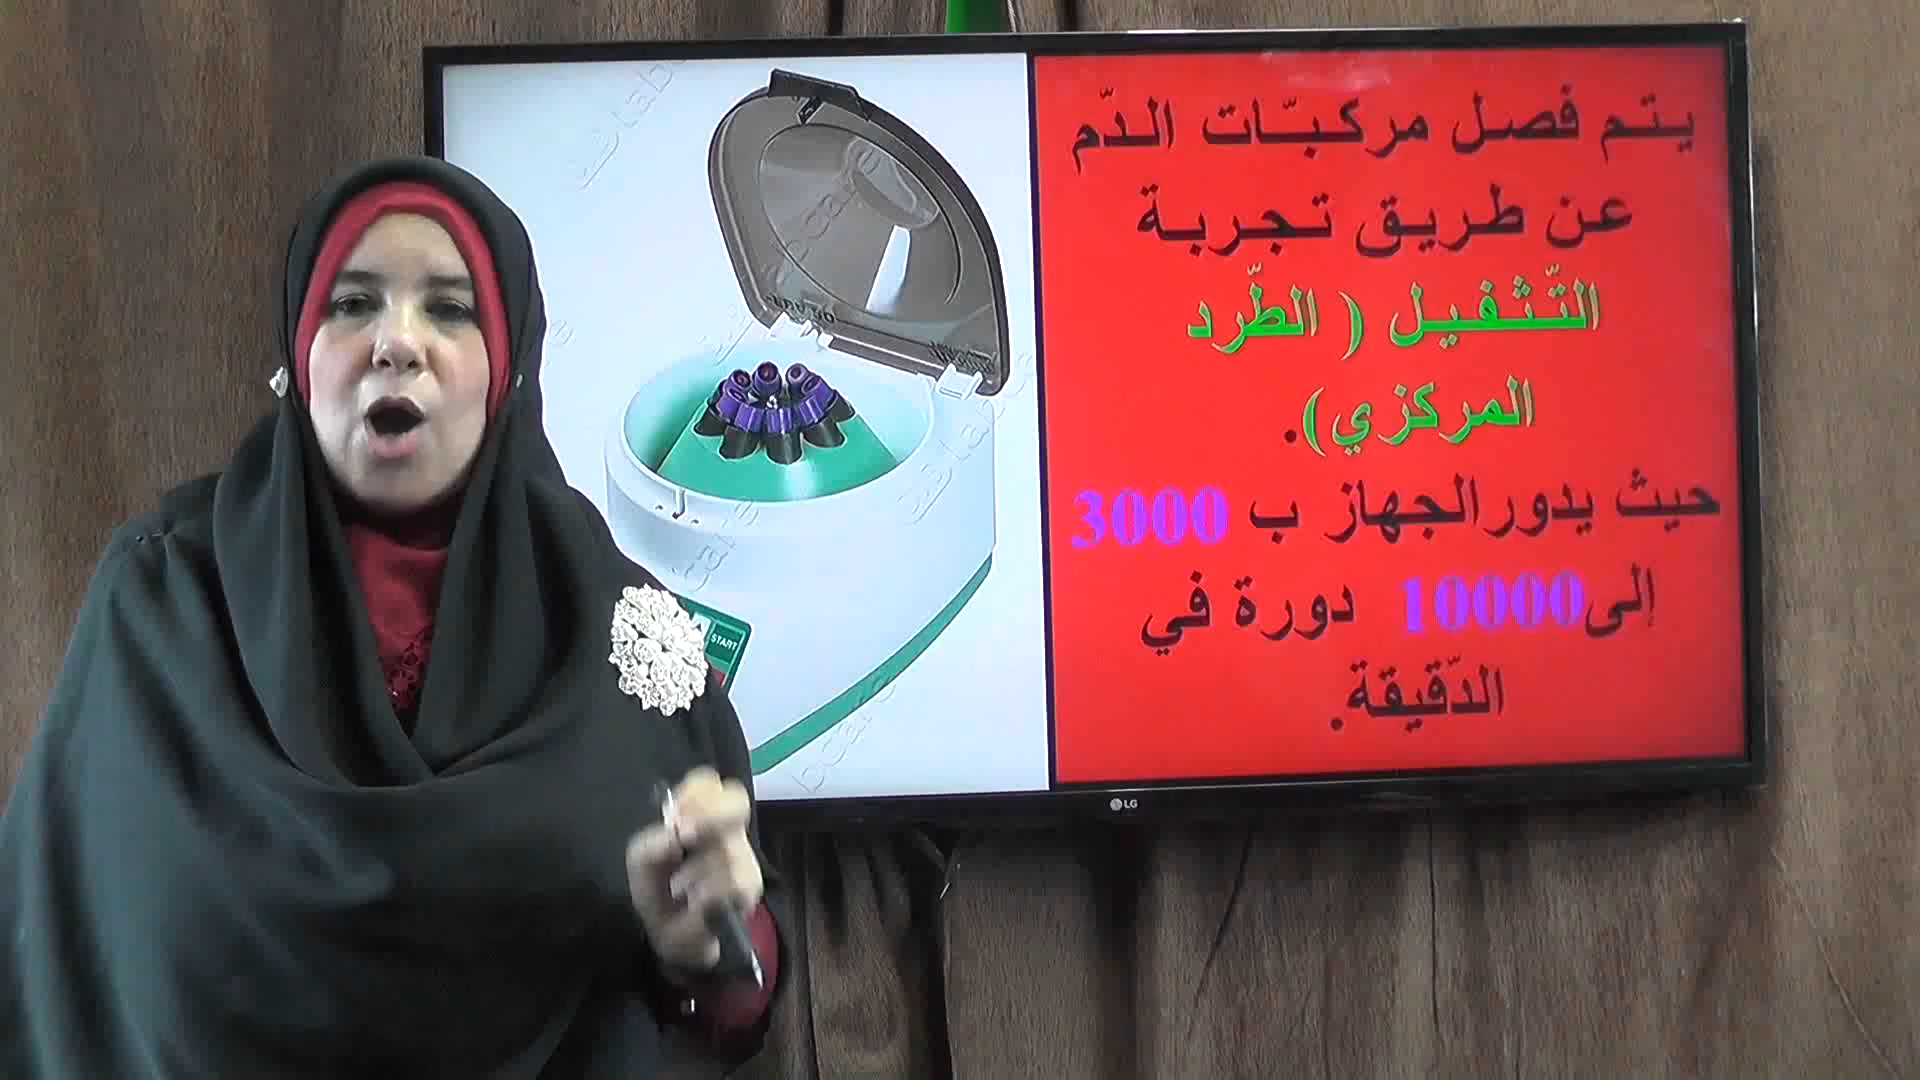 يتم فصل مركبّات الدّم
عن طريق تجربة
التّثفيل ( الطّرد
المركزي).
حيث يدورالجهاز ب 3000
إلى10000 دورة في
الدّقيقة.
START
LG